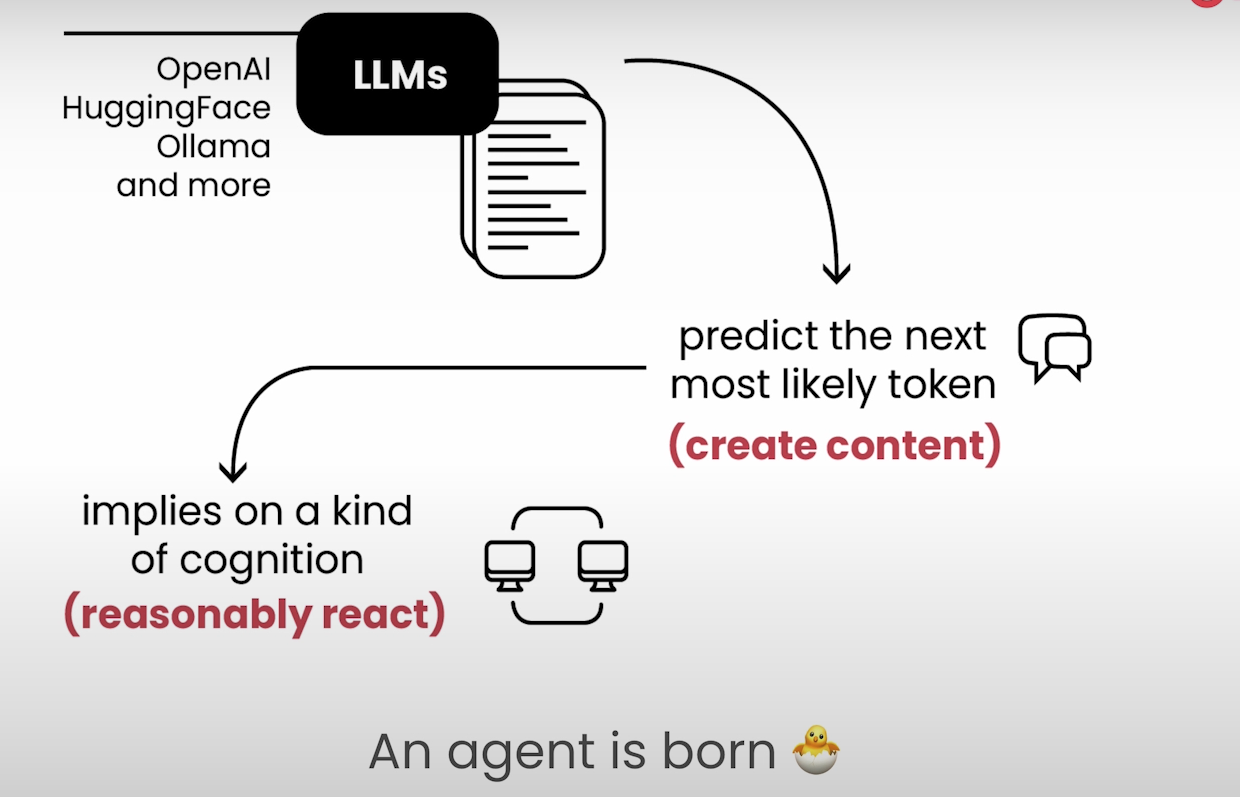 LLMs
OpenAI
HuggingFace
Ollama
and more
predict the next
most likely token
(create content)
implies on a kind
of cognition
(reasonably react)
An agent is born 🐣